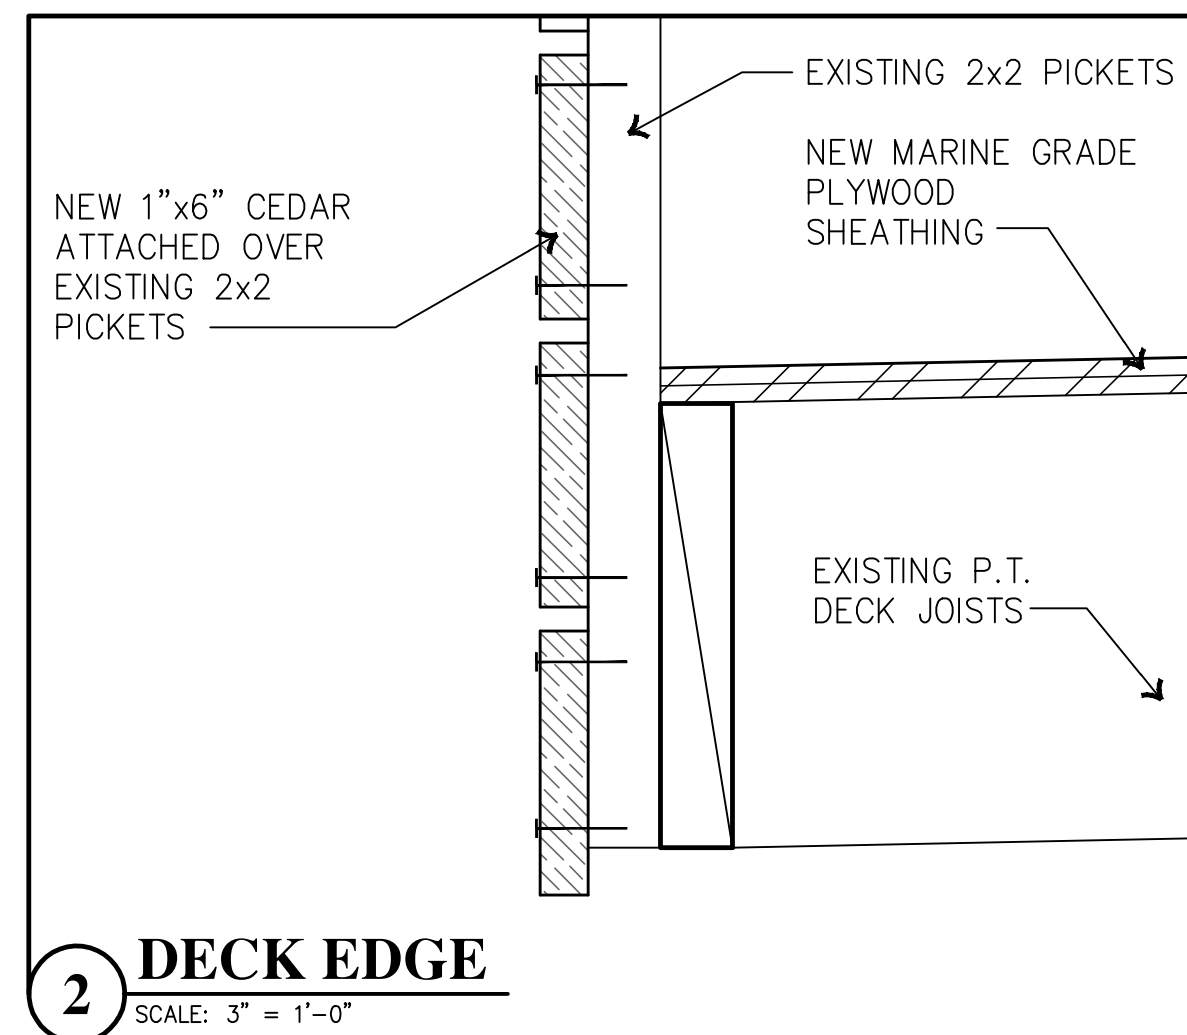 EXISTING 2x2 PICKETS
NEW MARINE GRADE
PLYWOOD
SHEATHING
NEW 1”x6” CEDAR
ATTACHED OVER
EXISTING 2x2
PICKETS
EXISTING P.T.
DECK JOISTS
2
DECK EDGE
SCALE: 3” = 1’-0”